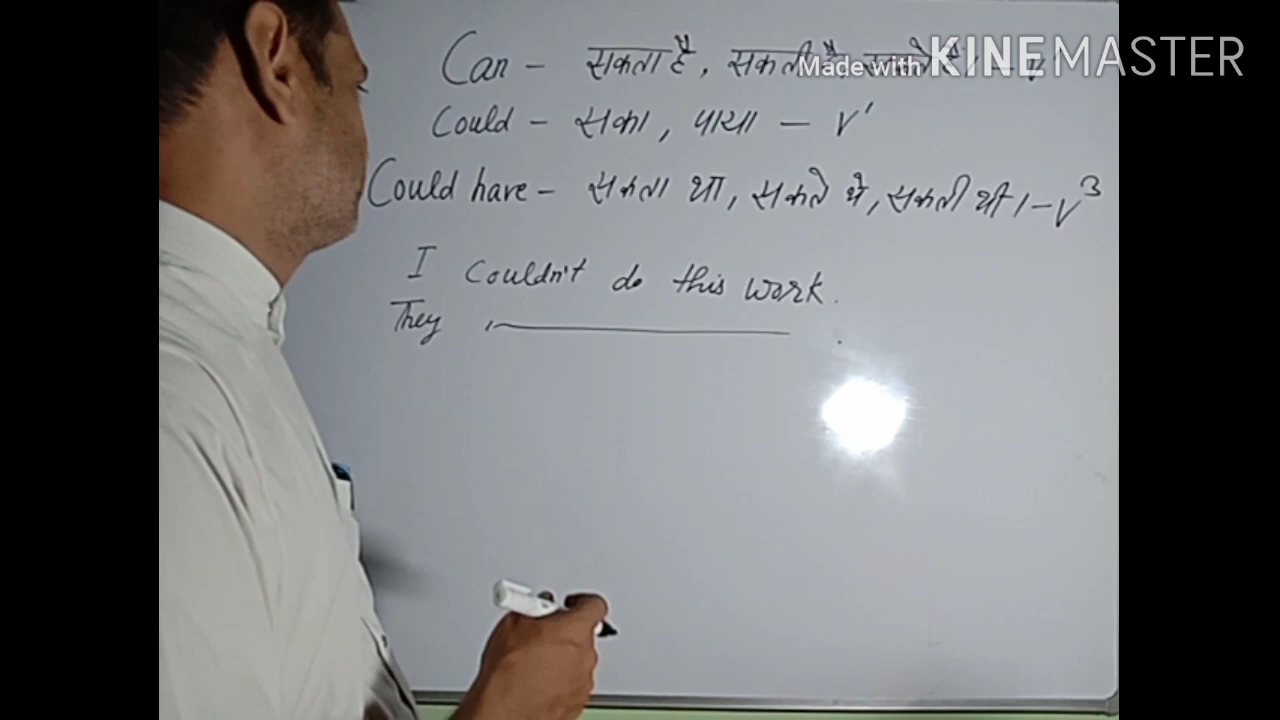 Can - सकता है, सकती है, सकते हैं, - V
Made with KINEMASTER
Could - सका, पाया - V¹
Could have - सकता था, सकते थे, सकती थी। - V³
I Couldn't do this work.
They